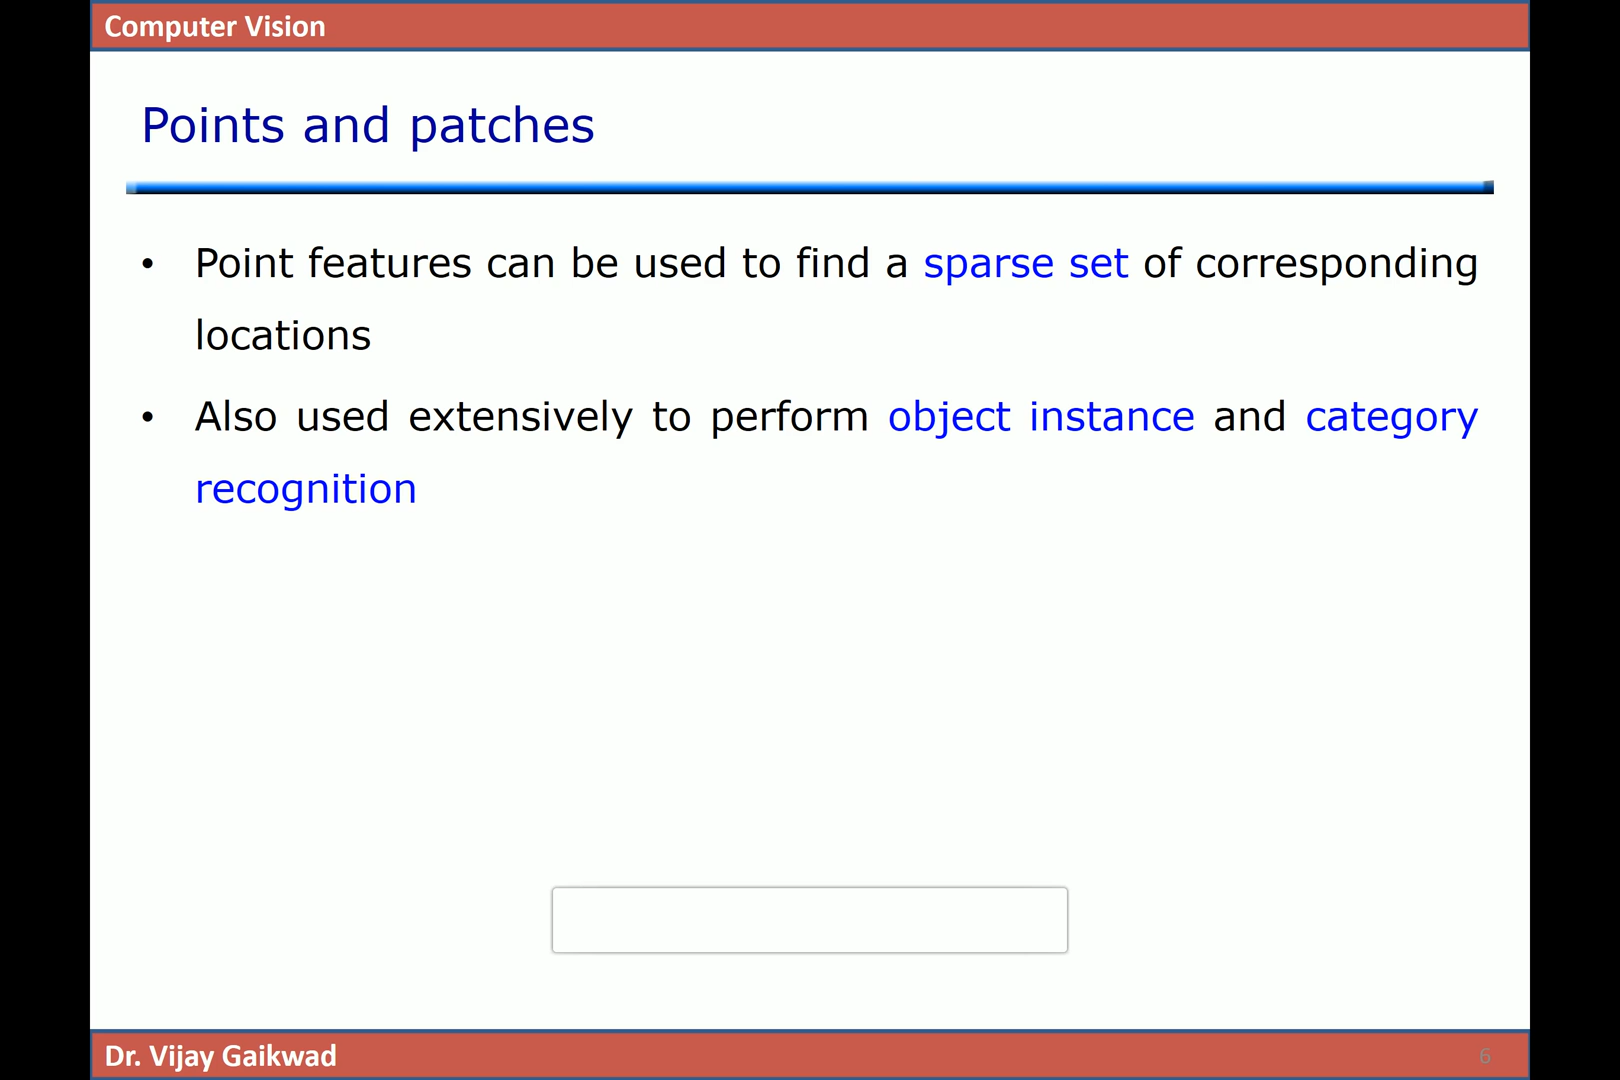 Computer Vision
Points and patches
• Point features can be used to find a sparse set of corresponding
locations
• Also used extensively to perform object instance and category
recognition
Dr. Vijay Gaikwad
6